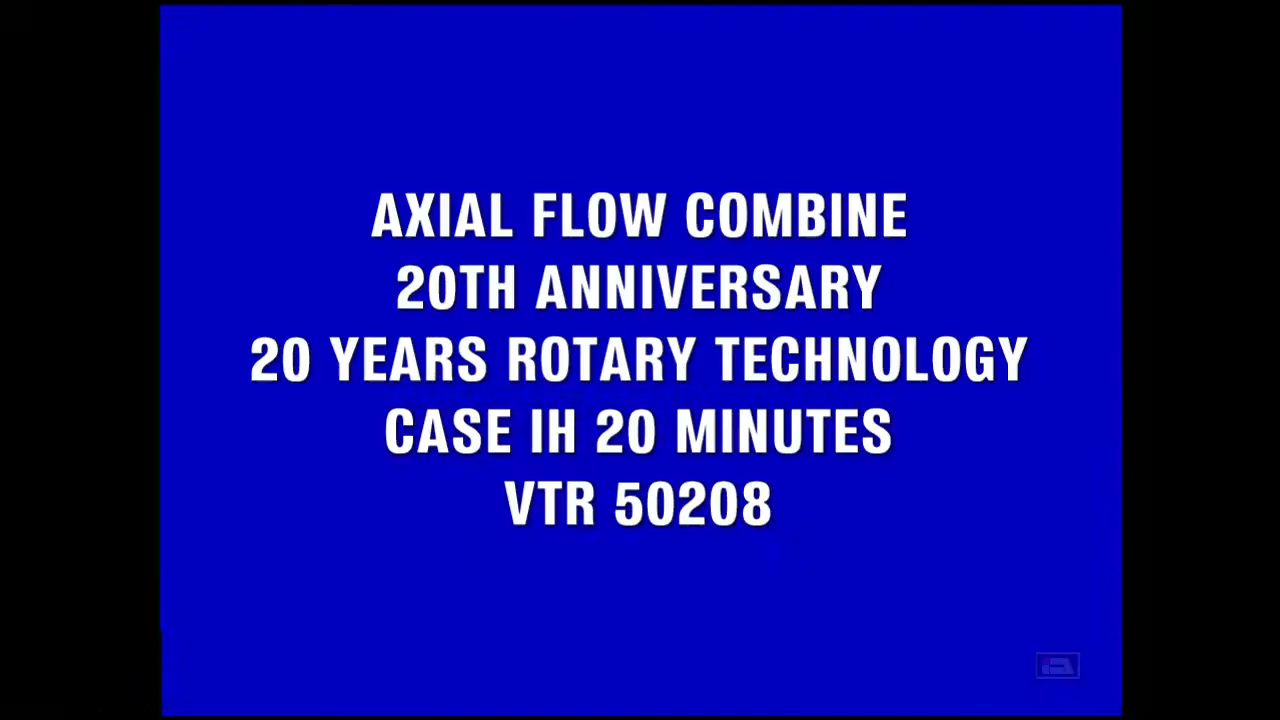 AXIAL FLOW COMBINE
20TH ANNIVERSARY
20 YEARS ROTARY TECHNOLOGY
CASE IH 20 MINUTES
VTR 50208